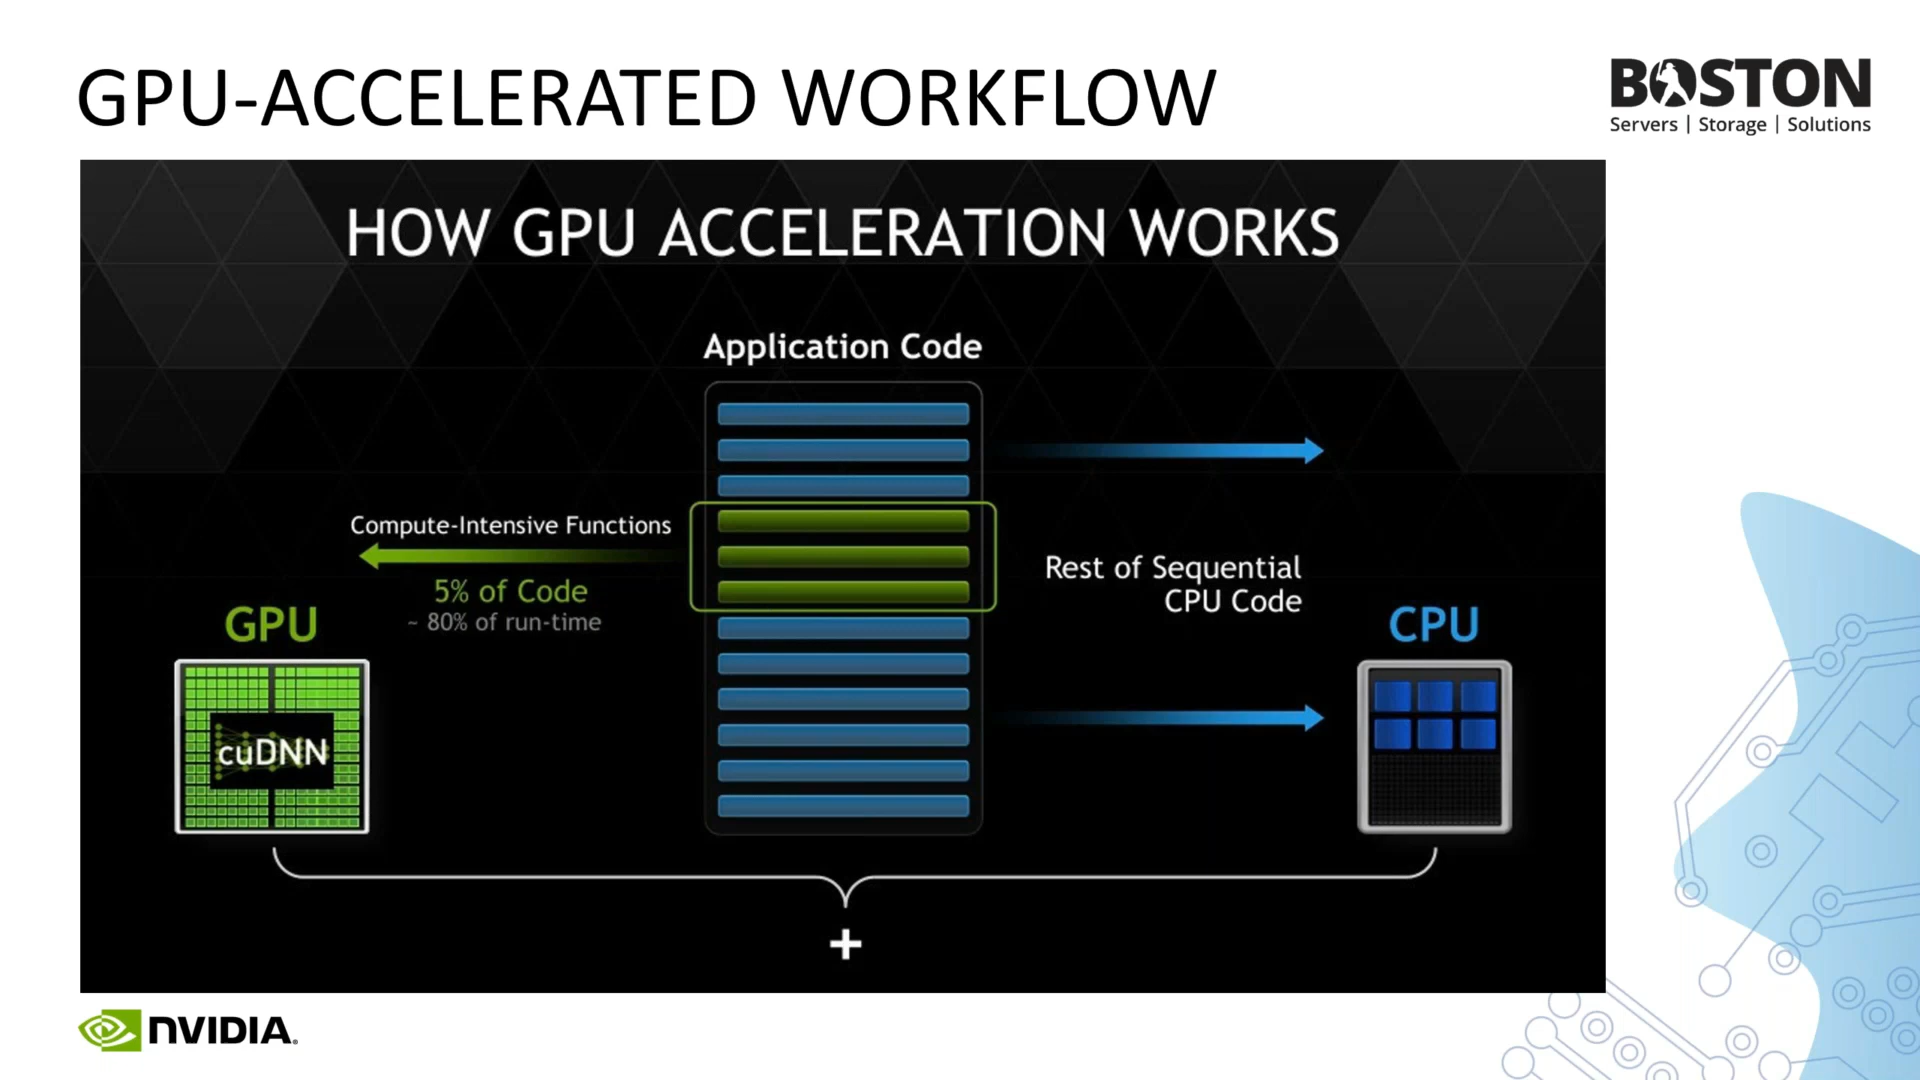 GPU-ACCELERATED WORKFLOW
BOSTON
Servers | Storage | Solutions
HOW GPU ACCELERATION WORKS
Application Code
Compute-Intensive Functions
5% of Code
~ 80% of run-time
GPU
cuDNN
Rest of Sequential
CPU Code
CPU
+
NVIDIA.